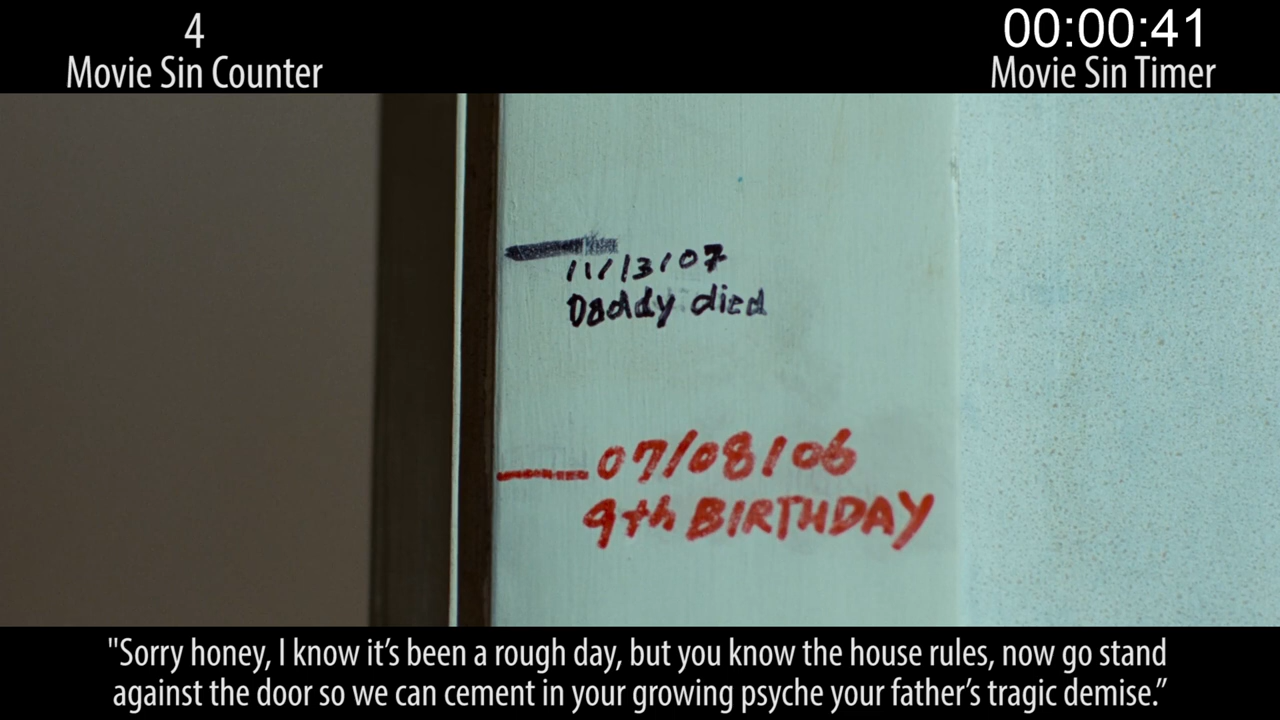 4
Movie Sin Counter
00:00:41
Movie Sin Timer
11/13/07
Daddy died
07/08/06
9th BIRTHDAY
"Sorry honey, I know it’s been a rough day, but you know the house rules, now go stand
against the door so we can cement in your growing psyche your father’s tragic demise.”